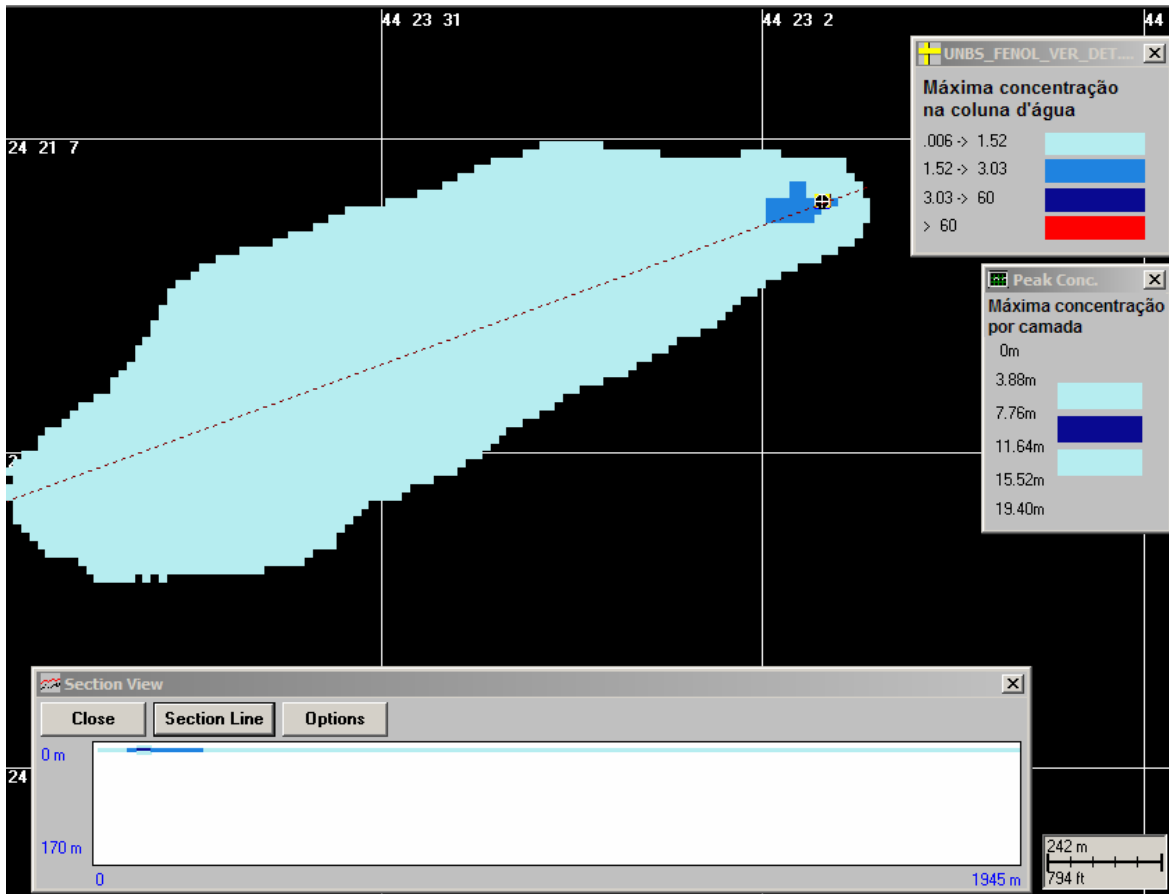 44 23 31
44 23 2
44
24 21 7
2
24
UNBS_FENOL_VER_DET....
Máxima concentração
na coluna d'água
.006 -> 1.52
1.52 -> 3.03
3.03 -> 60
> 60
Peak Conc.
Máxima concentração
por camada
0m
3.88m
7.76m
11.64m
15.52m
19.40m
Section View
Close
Section Line
Options
0 m
170 m
0
1945 m
242 m
794 ft